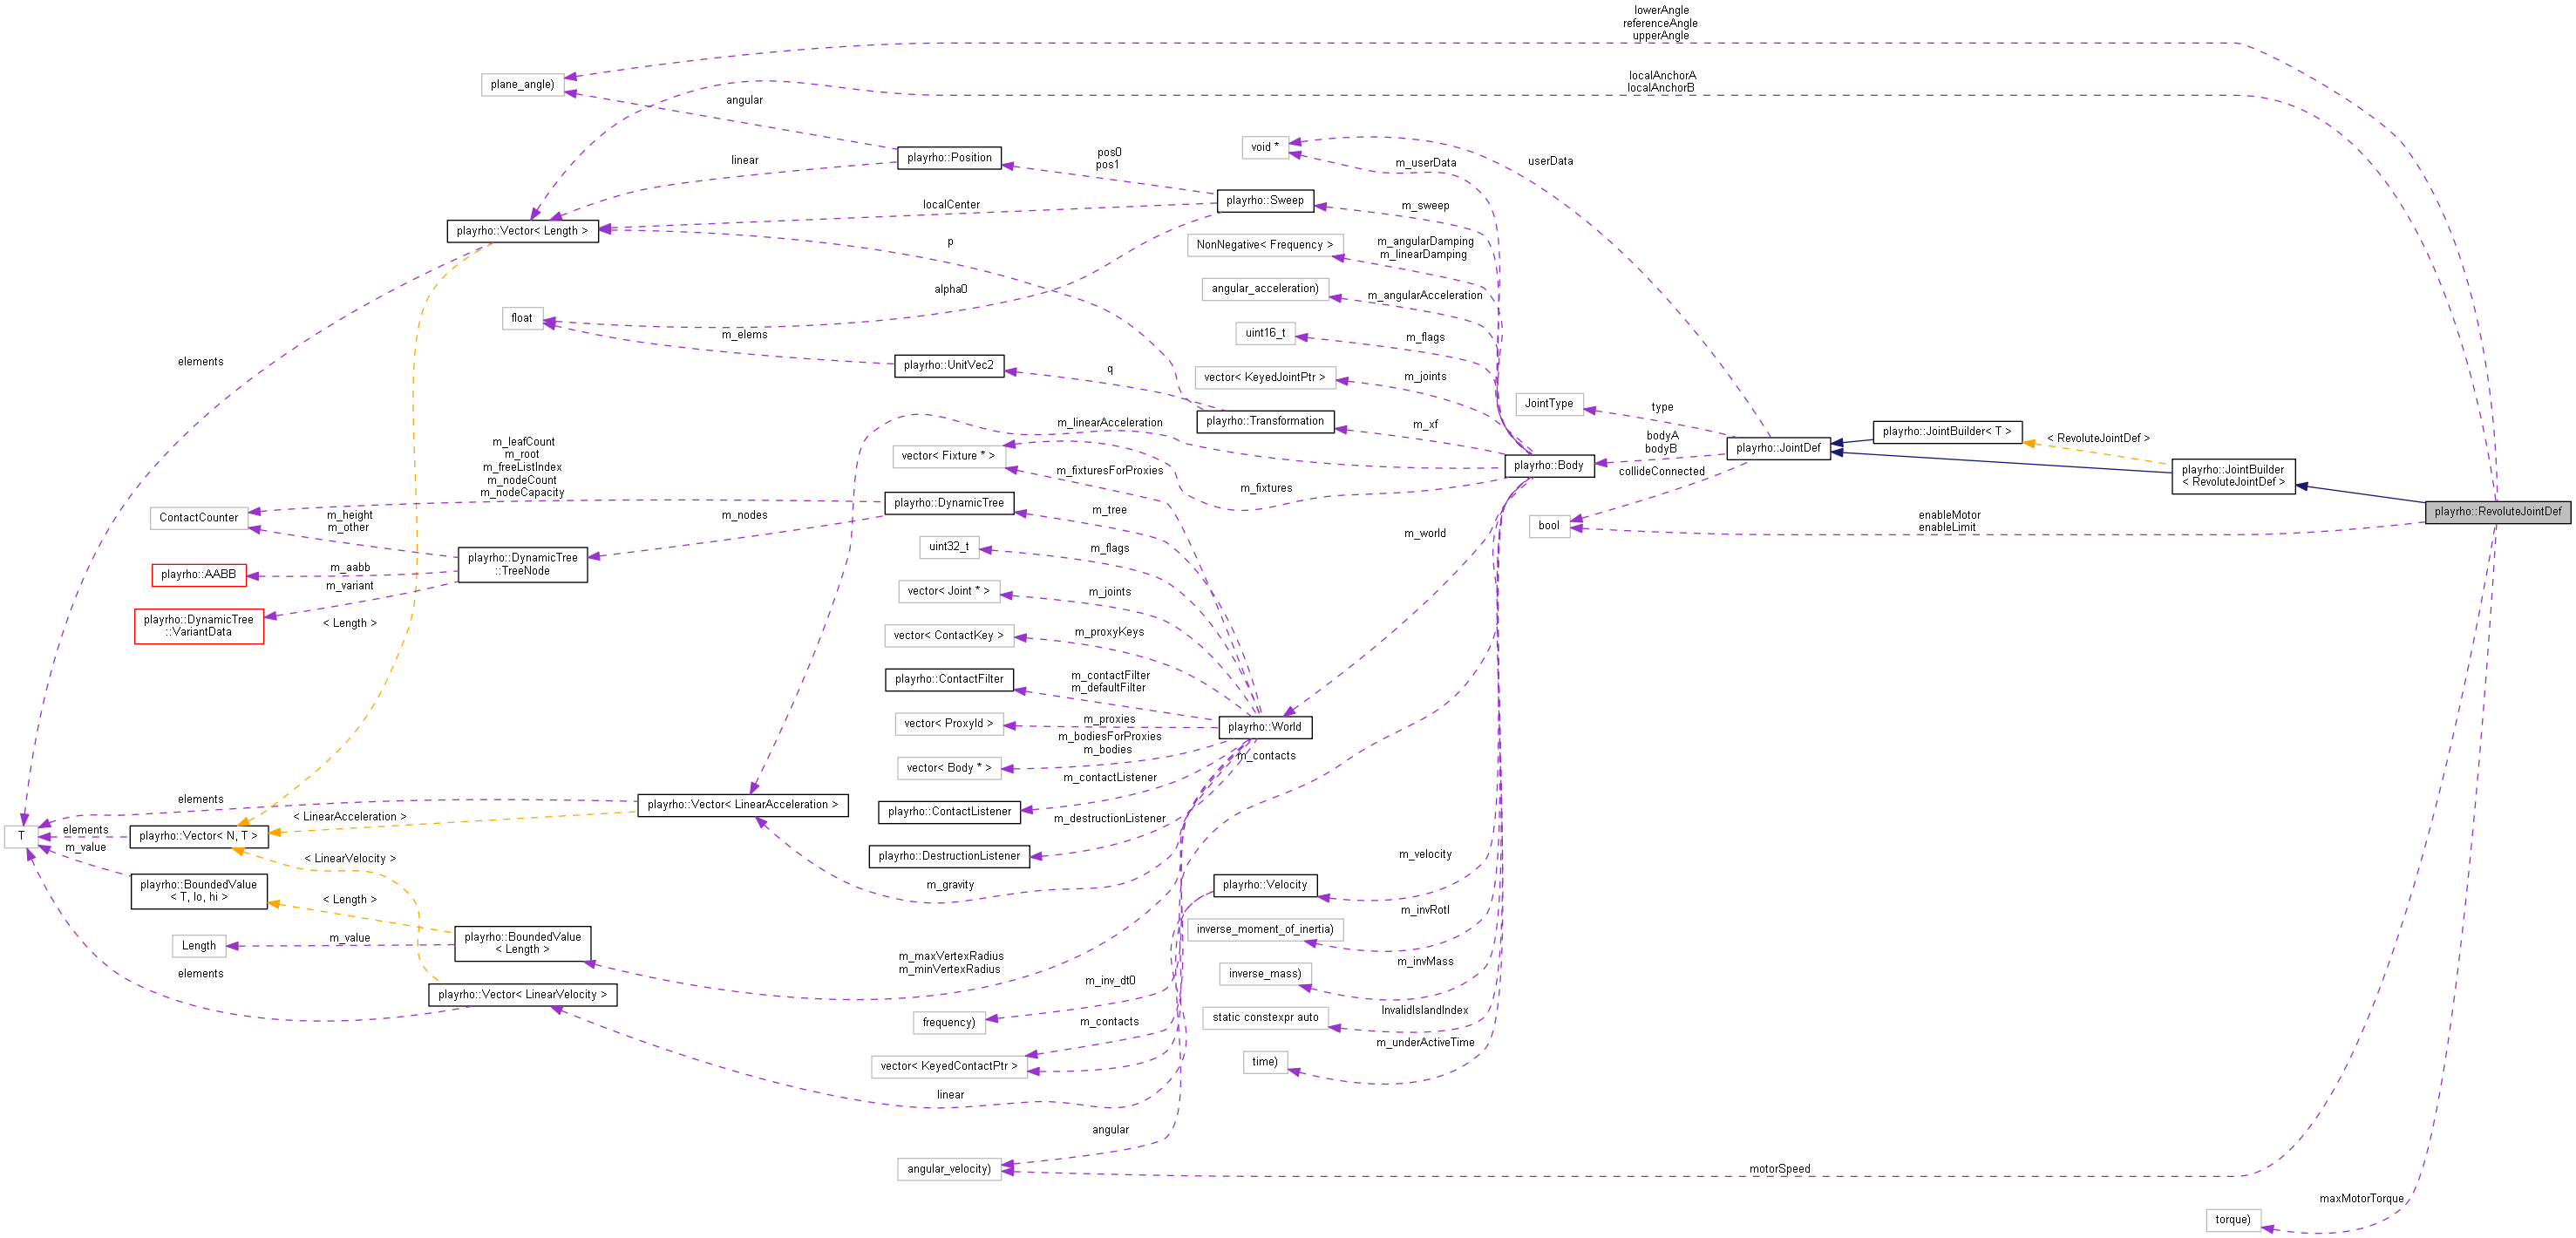 lowerAngle
referenceAngle
upperAngle
localAnchorA
localAnchorB
plane_angle)
angular
void *
userData
m_userData
playrho::Position
pos0
pos1
linear
playrho::Sweep
m_sweep
localCenter
playrho::Vector< Length >
p
NonNegative< Frequency >
m_angularDamping
m_linearDamping
alpha0
angular_acceleration)
m_angularAcceleration
float
m_elems
uint16_t
m_flags
elements
playrho::UnitVec2
q
vector< KeyedJointPtr >
m_joints
JointType
type
playrho::Transformation
m_xf
m_linearAcceleration
playrho::JointBuilder< T >
< RevoluteJointDef >
bodyA
bodyB
playrho::JointDef
m_leafCount
m_root
m_freeListIndex
m_nodeCount
m_nodeCapacity
vector< Fixture * >
m_fixturesForProxies
playrho::Body
collideConnected
playrho::JointBuilder
< RevoluteJointDef >
m_fixtures
playrho::DynamicTree
m_tree
playrho::RevoluteJointDef
ContactCounter
m_height
m_other
m_nodes
enableMotor
enableLimit
bool
m_world
uint32_t
m_flags
playrho::DynamicTree
::TreeNode
playrho::AABB
m_aabb
m_variant
vector< Joint * >
m_joints
playrho::DynamicTree
::VariantData
< Length >
vector< ContactKey >
m_proxyKeys
playrho::ContactFilter
m_contactFilter
m_defaultFilter
vector< ProxyId >
m_proxies
playrho::World
m_bodiesForProxies
m_bodies
m_contacts
vector< Body * >
m_contactListener
elements
playrho::Vector< LinearAcceleration >
playrho::ContactListener
< LinearAcceleration >
m_destructionListener
T
elements
m_value
playrho::Vector< N, T >
< LinearVelocity >
playrho::DestructionListener
m_velocity
playrho::BoundedValue
< T, lo, hi >
m_gravity
playrho::Velocity
< Length >
m_invRotI
inverse_moment_of_inertia)
Length
m_value
playrho::BoundedValue
< Length >
m_maxVertexRadius
m_minVertexRadius
m_invMass
inverse_mass)
elements
m_inv_dt0
playrho::Vector< LinearVelocity >
InvalidIslandIndex
static constexpr auto
frequency)
m_contacts
m_underActiveTime
time)
vector< KeyedContactPtr >
linear
angular
angular_velocity)
motorSpeed
maxMotorTorque
torque)